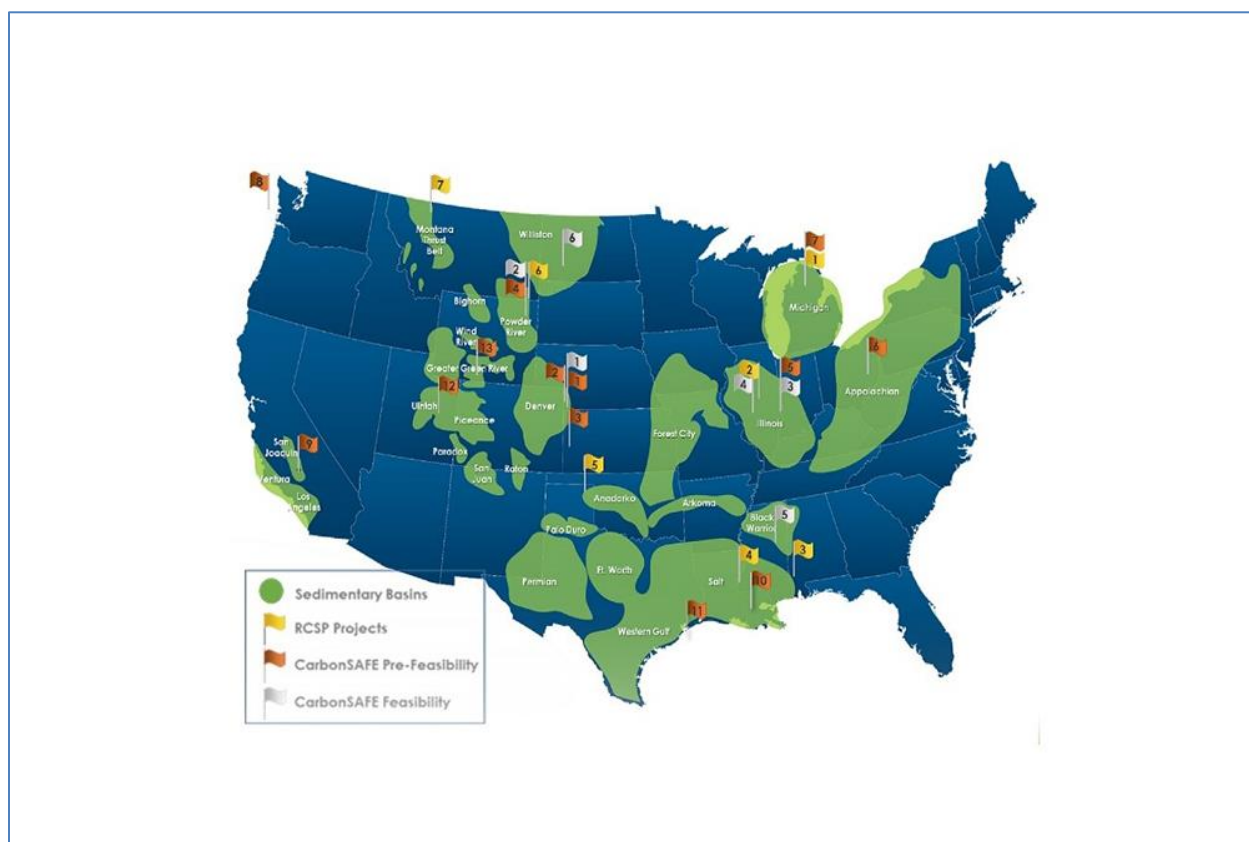 8
7
Montana
Thrust
Belt
Williston
6
7
1
2
6
4
Michigan
Bighorn
Powder
River
Wind
River
13
6
Greater
Green River
1
2
1
2
5
4
3
Appalachian
12
Uintah
Piceance
Denver
3
Illinois
Forest City
9
San
Joaquin
Paradox
San
Juan
Raton
5
Ventura
Los
Angeles
Anadarko
Arkoma
5
Black
Warrior
Palo Duro
4
3
Permian
Ft. Worth
Salt
10
11
Western Gulf
Sedimentary Basins
RCSP Projects
CarbonSAFE Pre-Feasibility
CarbonSAFE Feasibility